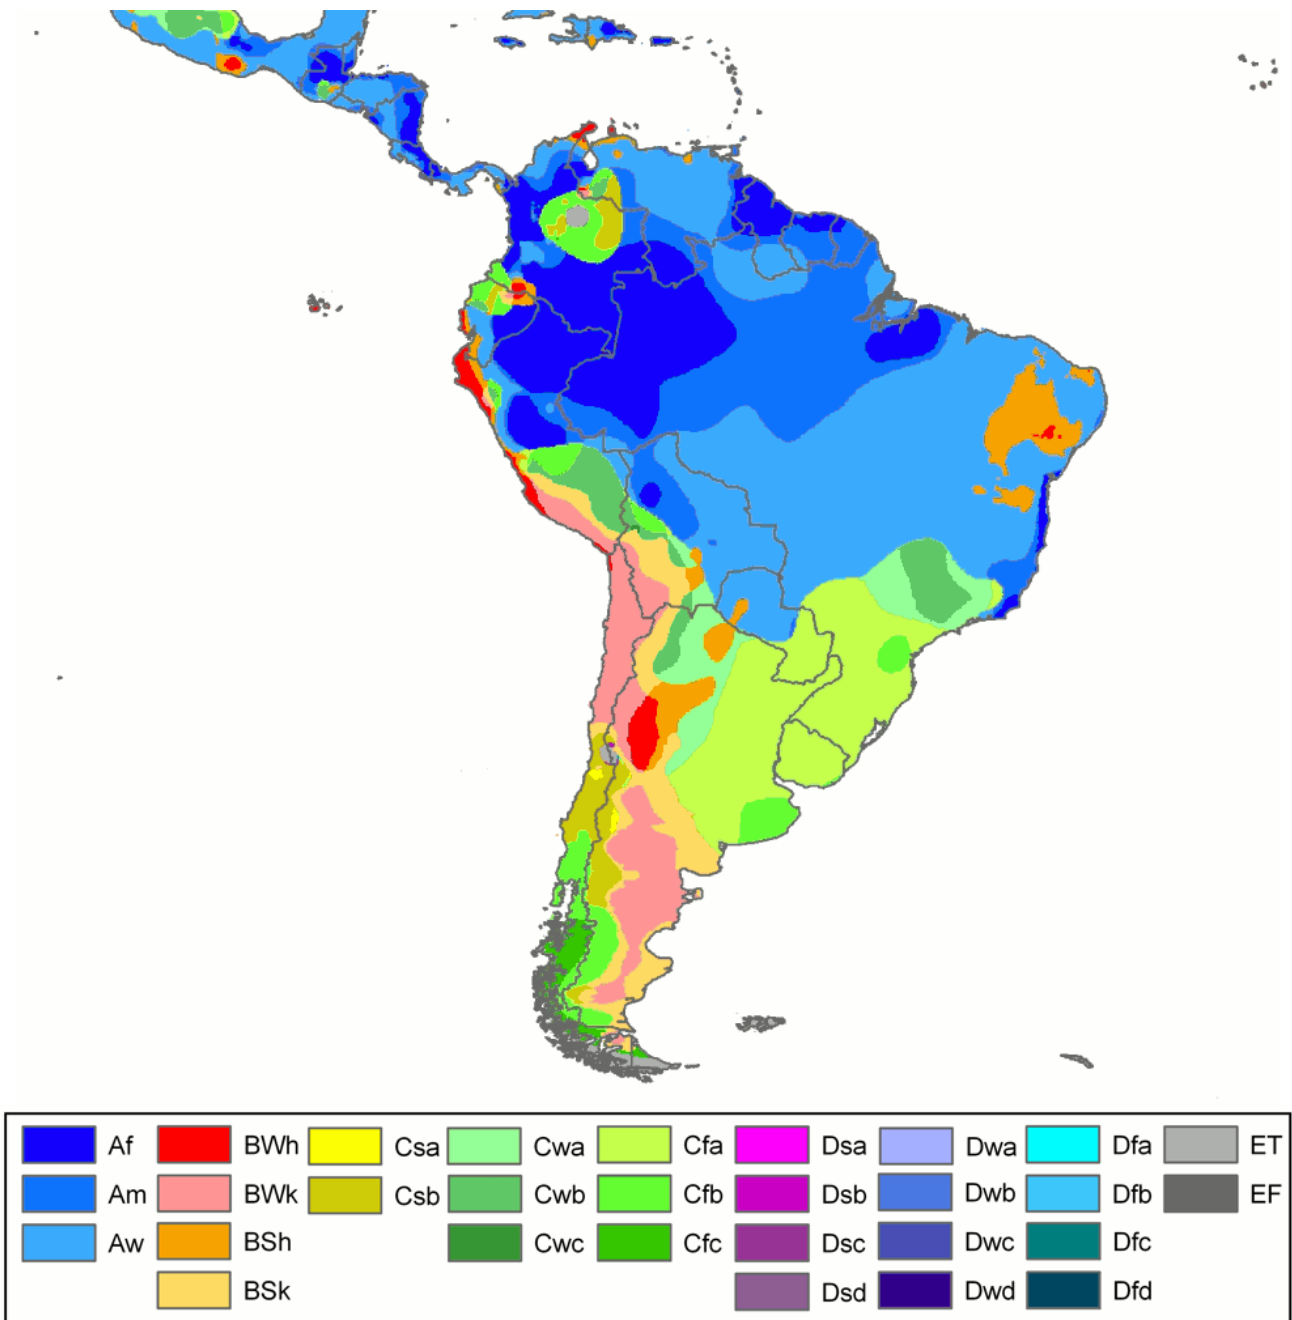 Af BWh Csa Cwa Cfa Dsa Dwa Dfa ET
Am BWk Csb Cwb Cfb Dsb Dwb Dfb EF
Aw BSh Cwc Cfc Dsc Dwc Dfc
BSk Dsd Dwd Dfd